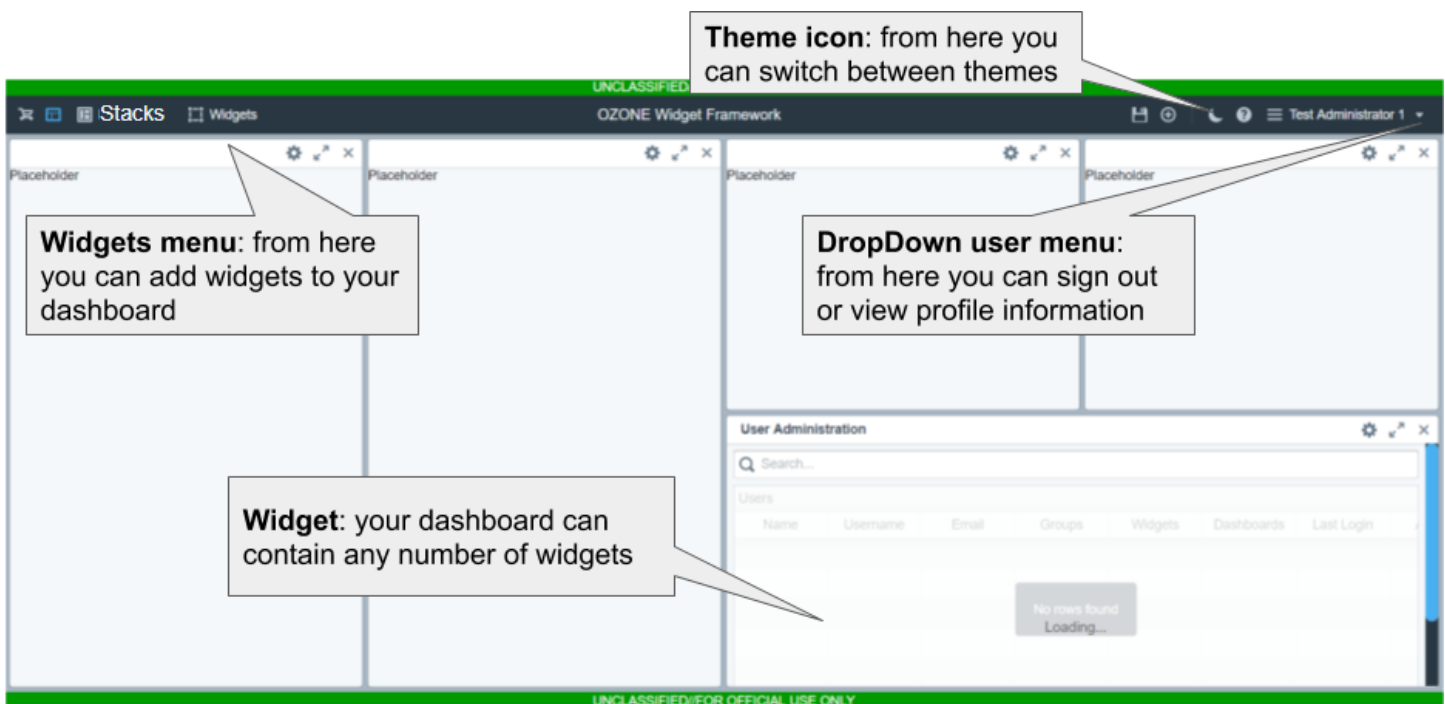 Theme icon: from here you
can switch between themes
UNCLASSIFIED
Stacks Widgets OZONE Widget Framework Test Administrator 1
Placeholder Placeholder Placeholder Placeholder
Widgets menu: from here
you can add widgets to your
dashboard
DropDown user menu:
from here you can sign out
or view profile information
User Administration
Search...
Users
Name Username Email Groups Widgets Dashboards Last Login
Widget: your dashboard can
contain any number of widgets
No rows found
Loading...
UNCLASSIFIED//FOR OFFICIAL USE ONLY